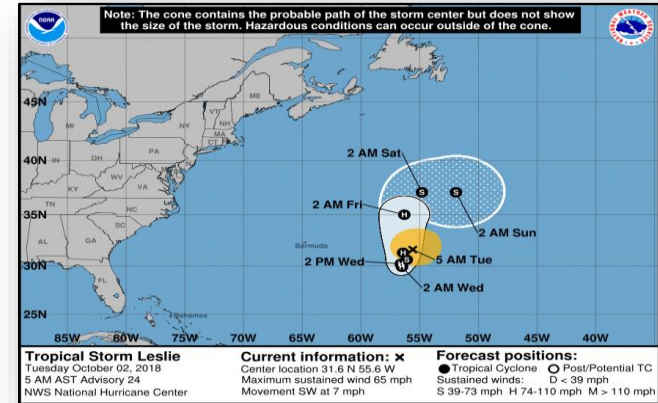 Note: The cone contains the probable path of the storm center but does not show
the size of the storm. Hazardous conditions can occur outside of the cone.
NOAA
NATIONAL WEATHER SERVICE
45N
40N
35N
30N
25N
ME
VT
NH
MI
NY
MA
CT
PA
IN
OH
WV
KY
VA
TN
NC
SC
AL
GA
FL
Bermuda
Bahamas
2 AM Sat
S
S
2 AM Sun
2 AM Fri
H
2 PM Wed
H
S
H
5 AM Tue
2 AM Wed
85W
80W
75W
70W
65W
60W
55W
50W
45W
40W
Tropical Storm Leslie
Tuesday October 02, 2018
5 AM AST Advisory 24
NWS National Hurricane Center
Current information: x
Center location 31.6 N 55.6 W
Maximum sustained wind 65 mph
Movement SW at 7 mph
Forecast positions:
Tropical Cyclone Post/Potential TC
Sustained winds: D < 39 mph
S 39-73 mph H 74-110 mph M > 110 mph